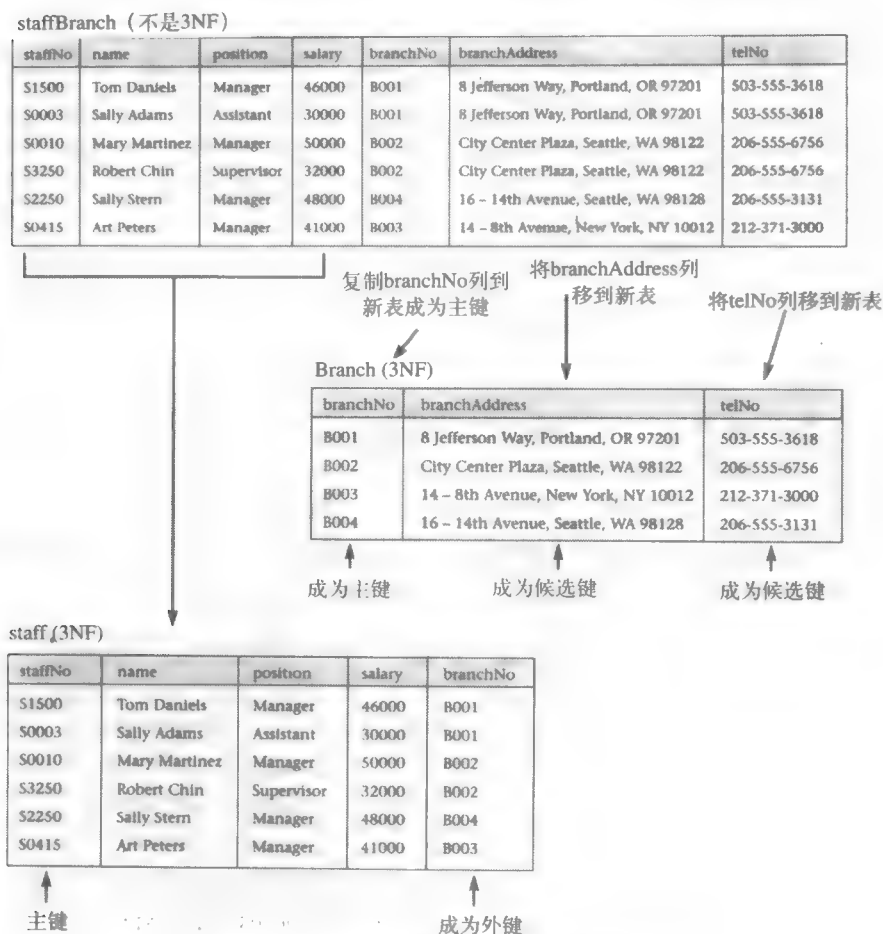 staffBranch（不是3NF）
staffNo name position salary branchNo branchAddress telNo
S1500 Tom Daniels Manager 46000 B001 8 Jefferson Way, Portland, OR 97201 503-555-3618
S0003 Sally Adams Assistant 30000 B001 8 Jefferson Way, Portland, OR 97201 503-555-3618
S0010 Mary Martinez Manager 50000 B002 City Center Plaza, Seattle, WA 98122 206-555-6756
S3250 Robert Chin Supervisor 32000 B002 City Center Plaza, Seattle, WA 98122 206-555-6756
S2250 Sally Stern Manager 48000 B004 16 – 14th Avenue, Seattle, WA 98128 206-555-3131
S0415 Art Peters Manager 41000 B003 14 – 8th Avenue, New York, NY 10012 212-371-3000
复制branchNo列到
新表成为主键
将branchAddress列
移到新表
将telNo列移到新表
Branch (3NF)
branchNo branchAddress telNo
B001 8 Jefferson Way, Portland, OR 97201 503-555-3618
B002 City Center Plaza, Seattle, WA 98122 206-555-6756
B003 14 – 8th Avenue, New York, NY 10012 212-371-3000
B004 16 – 14th Avenue, Seattle, WA 98128 206-555-3131
成为主键 成为候选键 成为候选键
staff (3NF)
staffNo name position salary branchNo
S1500 Tom Daniels Manager 46000 B001
S0003 Sally Adams Assistant 30000 B001
S0010 Mary Martinez Manager 50000 B002
S3250 Robert Chin Supervisor 32000 B002
S2250 Sally Stern Manager 48000 B004
S0415 Art Peters Manager 41000 B003
主键 成为外键